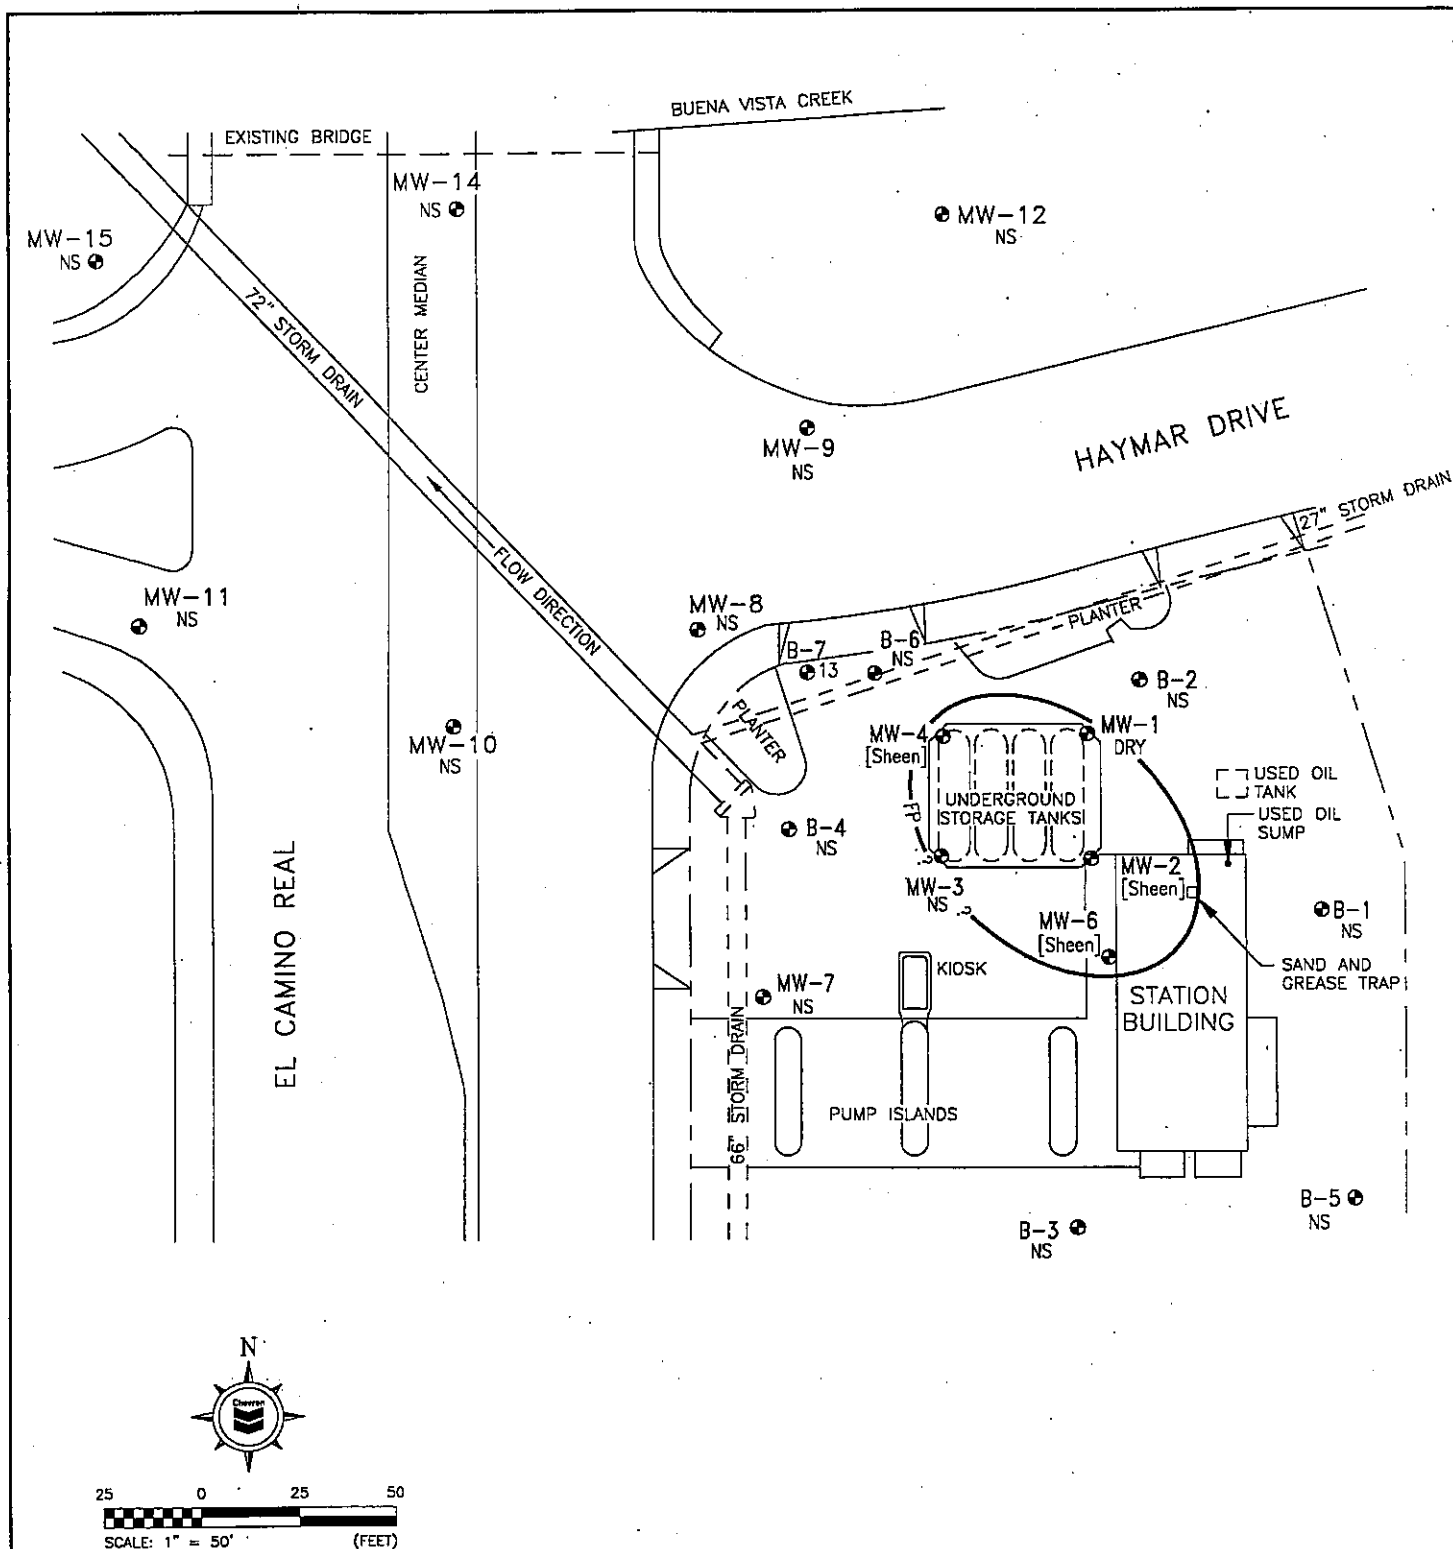 BUENA VISTA CREEK
EXISTING BRIDGE
MW-14
NS
MW-12
NS
MW-15
NS
72" STORM DRAIN
CENTER MEDIAN
MW-9
NS
HAYMAR DRIVE
27" STORM DRAIN
FLOW DIRECTION
MW-11
NS
MW-8
NS
B-7
13
B-6
NS
PLANTER
B-2
NS
PLANTER
MW-10
NS
MW-4
[Sheen]
MW-1
DRY
UNDERGROUND
STORAGE TANKS
FP
?
USED OIL
TANK
USED OIL
SUMP
B-4
NS
MW-3
NS
?
MW-2
[Sheen]
MW-6
[Sheen]
B-1
NS
SAND AND
GREASE TRAP
EL CAMINO REAL
MW-7
NS
KIOSK
STATION
BUILDING
66" STORM DRAIN
PUMP ISLANDS
B-5
NS
B-3
NS
N
Chevron
25 0 25 50
SCALE: 1" = 50' (FEET)